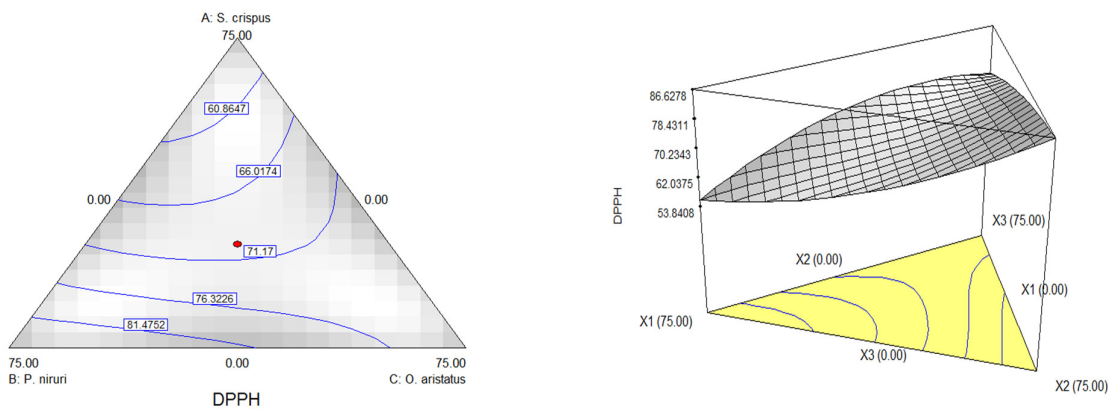 A: S. crispus
75.00
60.8647
66.0174
0.00
0.00
71.17
76.3226
81.4752
75.00
0.00
75.00
B: P. niruri
C: O. aristatus
DPPH
86.6278
78.4311
70.2343
62.0375
53.8408
DPPH
X3 (75.00)
X2 (0.00)
X1 (0.00)
X1 (75.00)
X3 (0.00)
X2 (75.00)